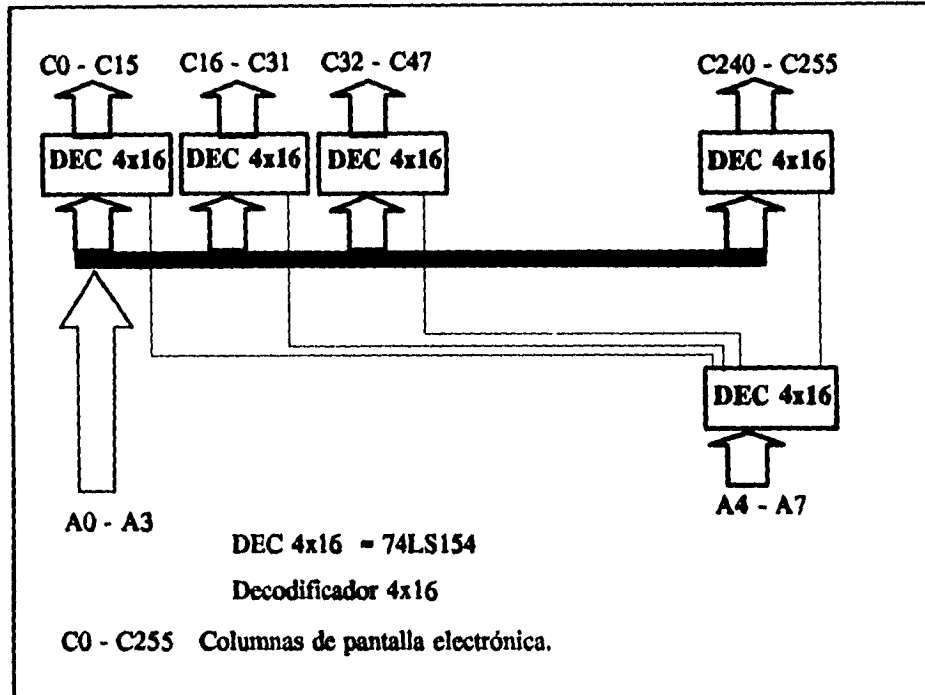 C0 - C15 C16 - C31 C32 - C47 C240 - C255
DEC 4x16 DEC 4x16 DEC 4x16 DEC 4x16
DEC 4x16
A0 - A3 A4 - A7
DEC 4x16 = 74LS154
Decodificador 4x16
C0 - C255 Columnas de pantalla electrónica.